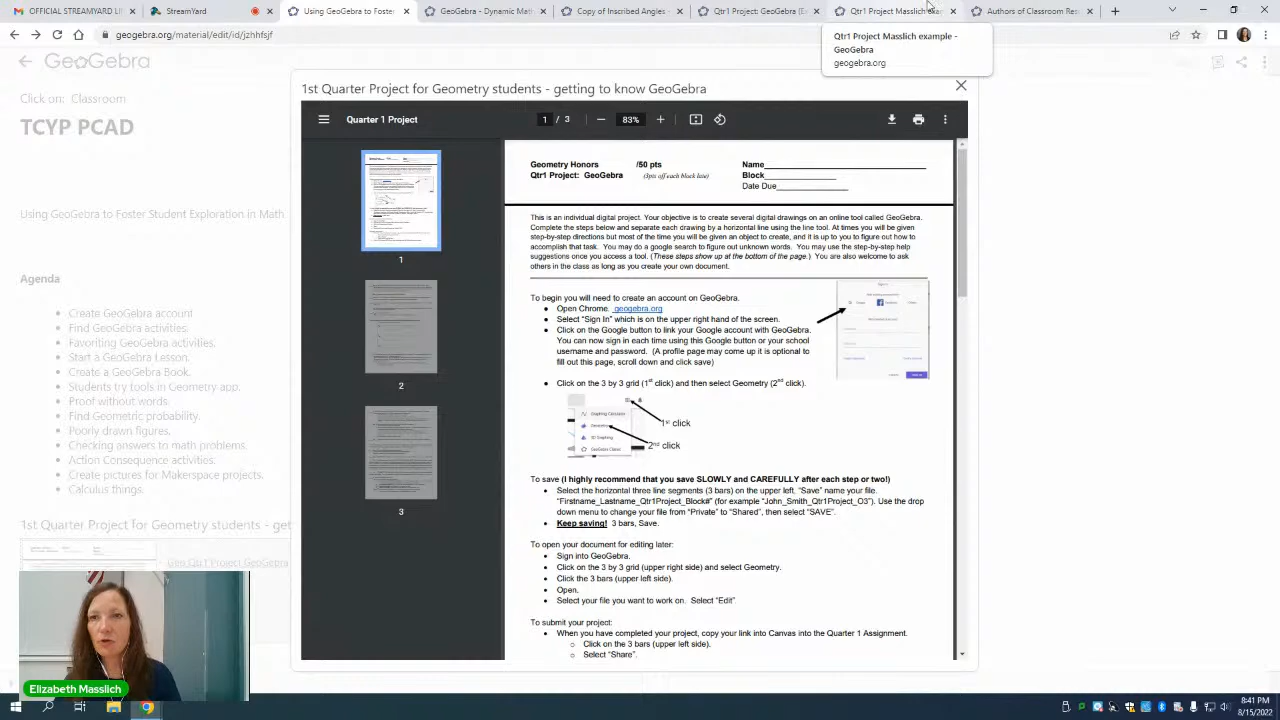 OFFICIAL STREAMYARD LI
StreamYard
Using GeoGebra to Foster
GeoGebra - Dynamic Math
Copy of Inscribed Angles -
Qtr1 Project GeoGebra (E
Qtr1 Project Masslich
Authors of Classroom Re
geogebra.org/material/edit/id/jzhhfsjf
Qtr1 Project Masslich example -
GeoGebra
geogebra.org
GeoGebra
Click on: Classroom
TCYP PCAD
Using GeoGebra to Foster Student Exploration in Math
Agenda
Create GeoGebra account.
Find GeoGebra activities.
Favoriting GeoGebra activities.
Start a GeoGebra Lesson.
Create a GeoGebra Book.
Students try tools in Geometry app.
Proof without words.
Find Geometric probability.
Poorly drawn figures.
Checking answers to math problems.
Action Consequence activities.
Create pictures for Makerspace projects.
Calculus things.
1st Quarter Project for Geometry students - get
Geo Qtr1 Project GeoGebra
1st Quarter Project for Geometry students - getting to know GeoGebra
Quarter 1 Project
1 / 3
83%
1
2
3
Geometry Honors /50 pts Name
Qtr1 Project: GeoGebra (3pts off each block late) Block
Date Due
This is an individual digital project. Your objective is to create several digital drawings on an online tool called GeoGebra.
Complete the steps below and separate each drawing by a horizontal line using the line tool. At times you will be given
step-by-step directions but most of the time you will be given an object to create, and it is up to you to figure out how to
accomplish that task. You may do a google search to figure out unknown words. You may use the step-by-step help
suggestions once you access a tool. (These steps show up at the bottom of the page.) You are also welcome to ask
others in the class as long as you create your own document.
To begin you will need to create an account on GeoGebra.
Open Chrome. geogebra.org
Select "Sign In" which is on the upper right hand of the screen.
Click on the Google button to link your Google account with GeoGebra.
You can now sign in each time using this Google button or your school
username and password. (A profile page may come up it is optional to
fill out this page, scroll down and click save)
Click on the 3 by 3 grid (1st click) and then select Geometry (2nd click).
Graphing Calculator
Geometry
3D Graphing
GeoGebra Classic
1st click
2nd click
To save (I highly recommend that you save SLOWLY and CAREFULLY after each step or two!)
Select the horizontal three line segments (3 bars) on the upper left, "Save" name your file.
"Firstname_Lastname_Qtr1Project_Block#" (for example "John_Smith_Qtr1Project_O3"). Use the drop
down menu to change your file from "Private" to "Shared", then select "SAVE".
Keep saving! 3 bars, Save.
To open your document for editing later:
Sign into GeoGebra.
Click on the 3 by 3 grid (upper right side) and select Geometry.
Click the 3 bars (upper left side).
Open.
Select your file you want to work on. Select "Edit".
To submit your project:
When you have completed your project, copy your link into Canvas into the Quarter 1 Assignment.
Click on the 3 bars (upper left side).
Select "Share".
Elizabeth Masslich
8:41 PM
8/15/2022